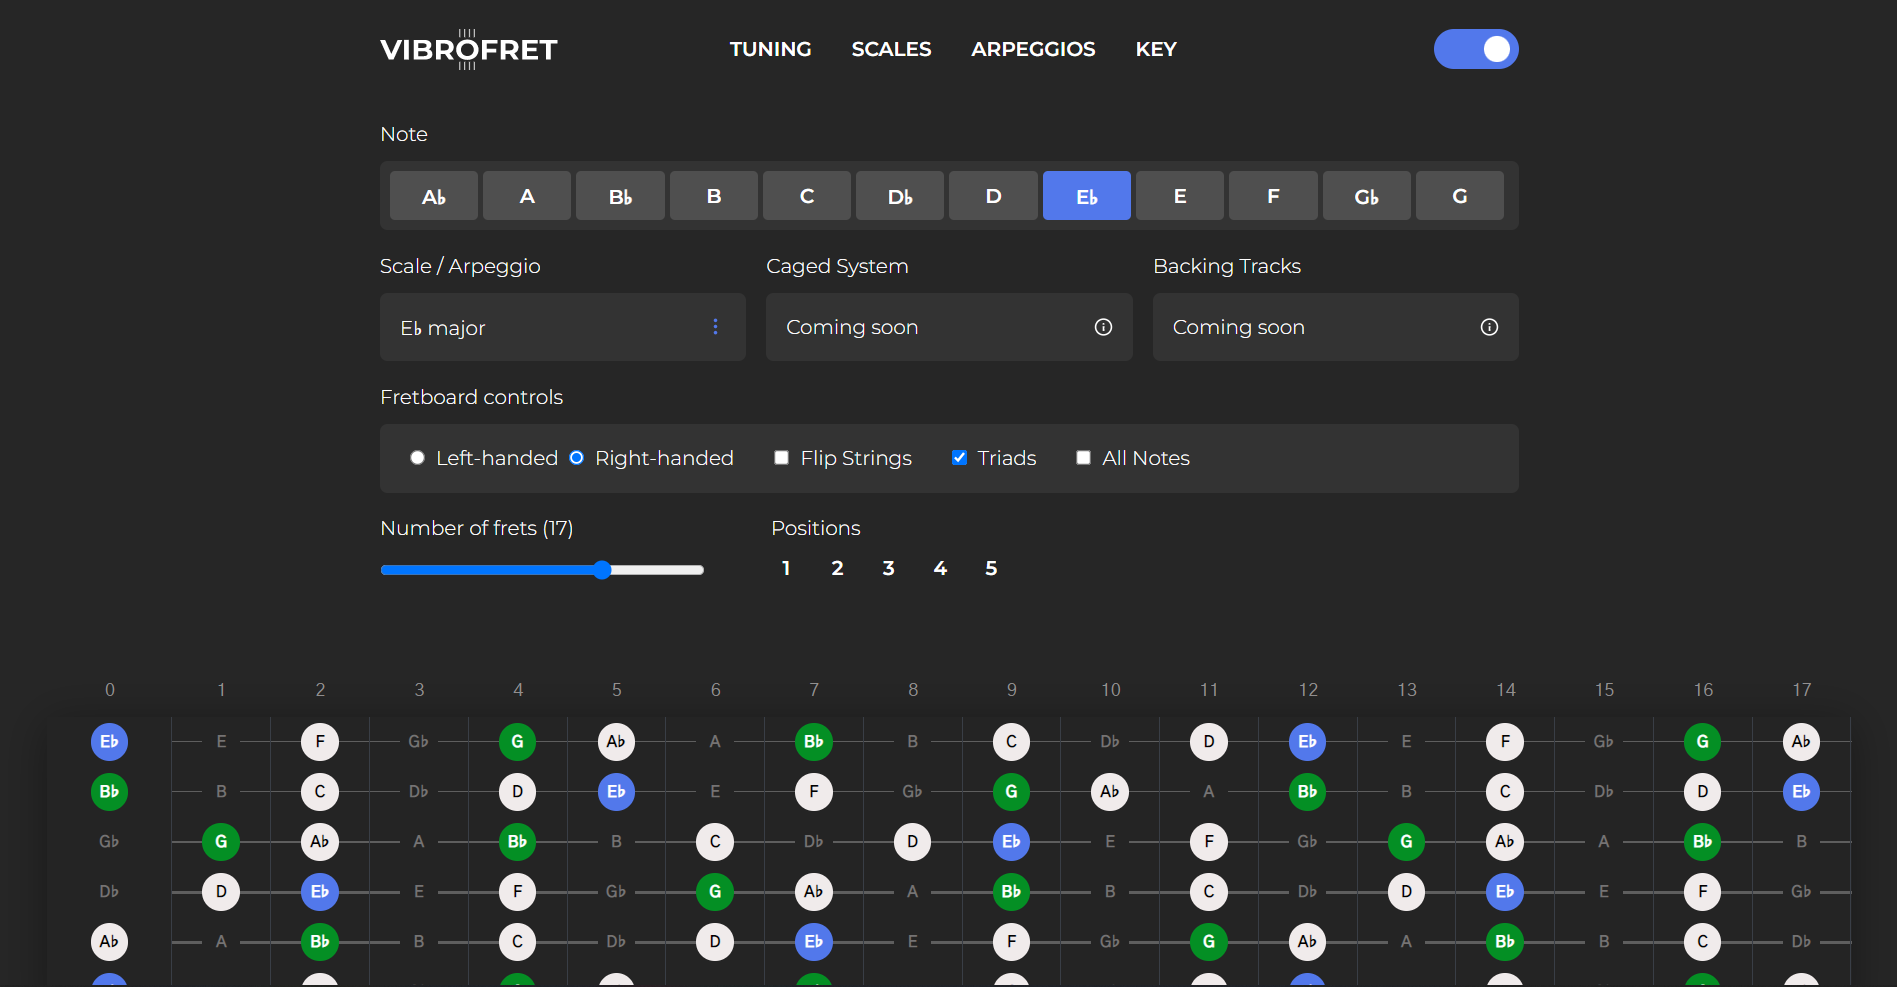 VIBROFRET TUNING SCALES ARPEGGIOS KEY
Note
A♭ A B♭ B C D♭ D E♭ E F G♭ G
Scale / Arpeggio Caged System Backing Tracks
E♭ major Coming soon Coming soon
Fretboard controls
Left-handed Right-handed Flip Strings Triads All Notes
Number of frets (17) Positions
1 2 3 4 5
0 1 2 3 4 5 6 7 8 9 10 11 12 13 14 15 16 17
E♭ E F G♭ G A♭ A B♭ B C D♭ D E♭ E F G♭ G A♭
B♭ B C D♭ D E♭ E F G♭ G A♭ A B♭ B C D♭ D E♭
G♭ G A♭ A B♭ B C D♭ D E♭ E F G♭ G A♭ A B♭ B
D♭ D E♭ E F G♭ G A♭ A B♭ B C D♭ D E♭ E F G♭
A♭ A B♭ B C D♭ D E♭ E F G♭ G A♭ A B♭ B C D♭